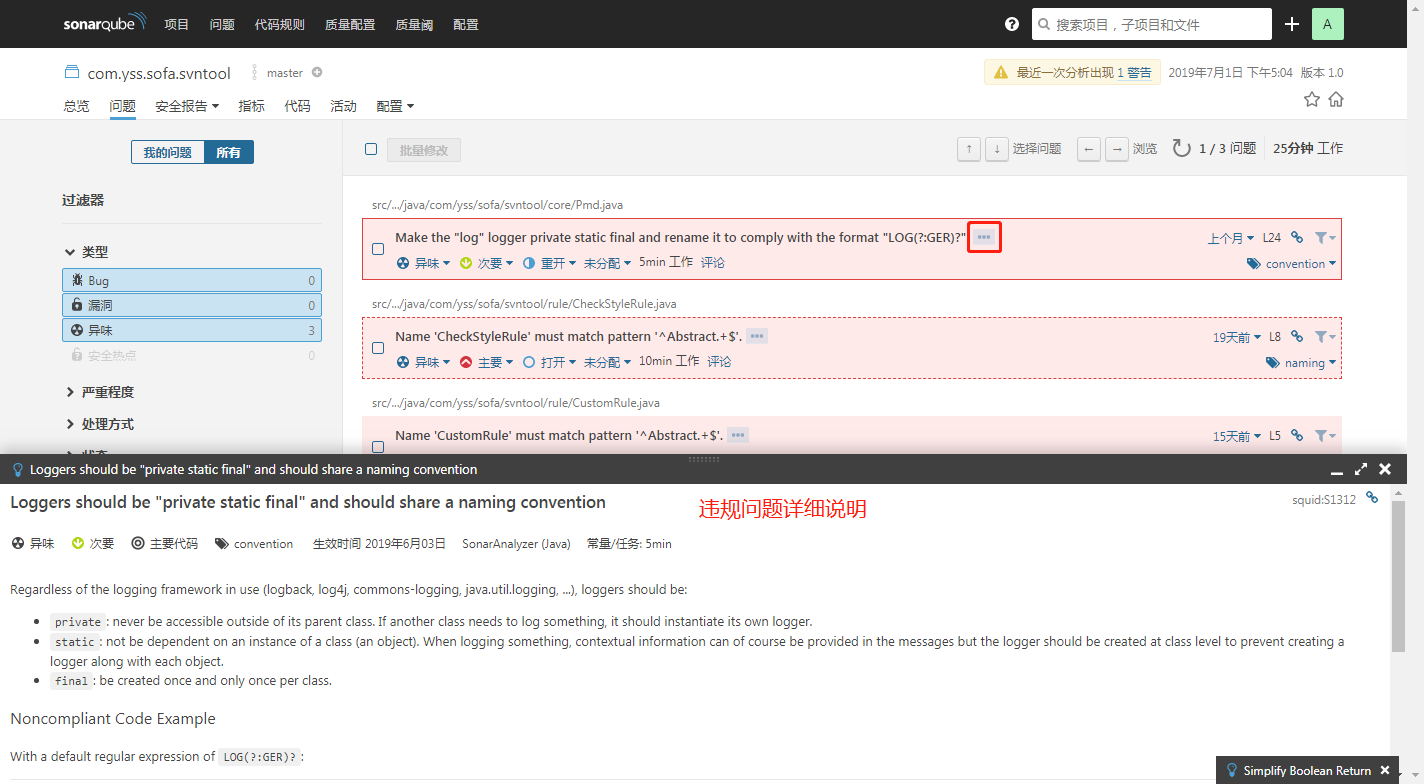 sonarqube 项目 问题 代码规则 质量配置 质量阈 配置 ? 搜索项目，子项目和文件 A
com.yss.sofa.svntool master 最近一次分析出现 1 警告 2019年7月1日 下午5:04 版本 1.0
总览 问题 安全报告 指标 代码 活动 配置
我的问题 所有 批量修改 ↑ ↓ 选择问题 ← → 浏览 1 / 3 问题 25分钟 工作
过滤器
类型
Bug 0
漏洞 0
异味 3
安全热点 0
严重程度
处理方式
src/.../java/com/yss/sofa/svntool/core/Pmd.java
Make the "log" logger private static final and rename it to comply with the format "LOG(?:GER)?" ••• 上个月 L24
异味 次要 重开 未分配 5min 工作 评论 convention
src/.../java/com/yss/sofa/svntool/rule/CheckStyleRule.java
Name 'CheckStyleRule' must match pattern '^Abstract.+$'. ••• 19天前 L8
异味 主要 打开 未分配 10min 工作 评论 naming
src/.../java/com/yss/sofa/svntool/rule/CustomRule.java
Name 'CustomRule' must match pattern '^Abstract.+$'. ••• 15天前 L5
Loggers should be "private static final" and should share a naming convention
Loggers should be "private static final" and should share a naming convention 违规问题详细说明 squid:S1312
异味 次要 主要代码 convention 生效时间 2019年6月03日 SonarAnalyzer (Java) 常量/任务: 5min
Regardless of the logging framework in use (logback, log4j, commons-logging, java.util.logging, ...), loggers should be:
• private: never be accessible outside of its parent class. If another class needs to log something, it should instantiate its own logger.
• static: not be dependent on an instance of a class (an object). When logging something, contextual information can of course be provided in the messages but the logger should be created at class level to prevent creating a
logger along with each object.
• final: be created once and only once per class.
Noncompliant Code Example
With a default regular expression of LOG(?:GER)?:
Simplify Boolean Return